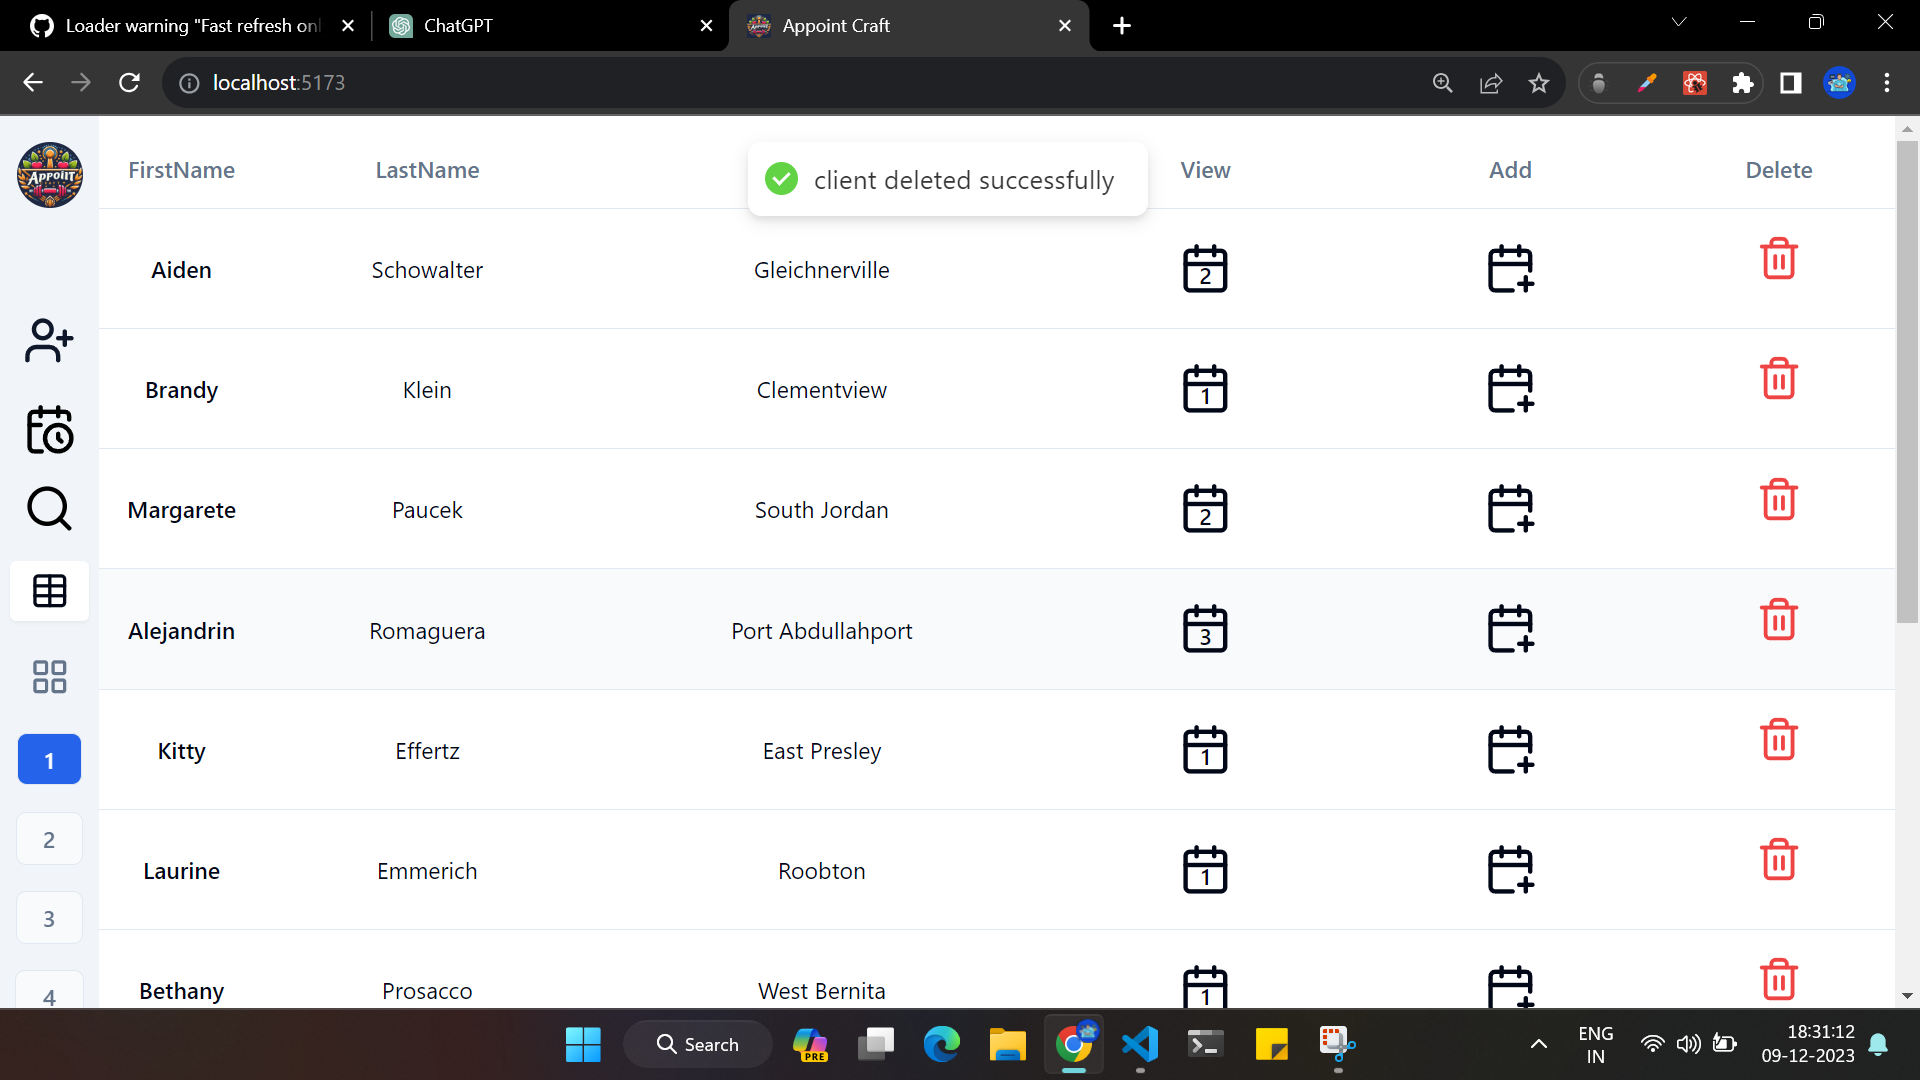 Loader warning "Fast refresh onl
ChatGPT
Appoint Craft
localhost:5173
APPOINT
FirstName LastName View Add Delete
client deleted successfully
Aiden Schowalter Gleichnerville 2
Brandy Klein Clementview 1
Margarete Paucek South Jordan 2
Alejandrin Romaguera Port Abdullahport 3
Kitty Effertz East Presley 1
Laurine Emmerich Roobton 1
Bethany Prosacco West Bernita 1
1
2
3
4
Search
PRE
ENG
IN
18:31:12
09-12-2023